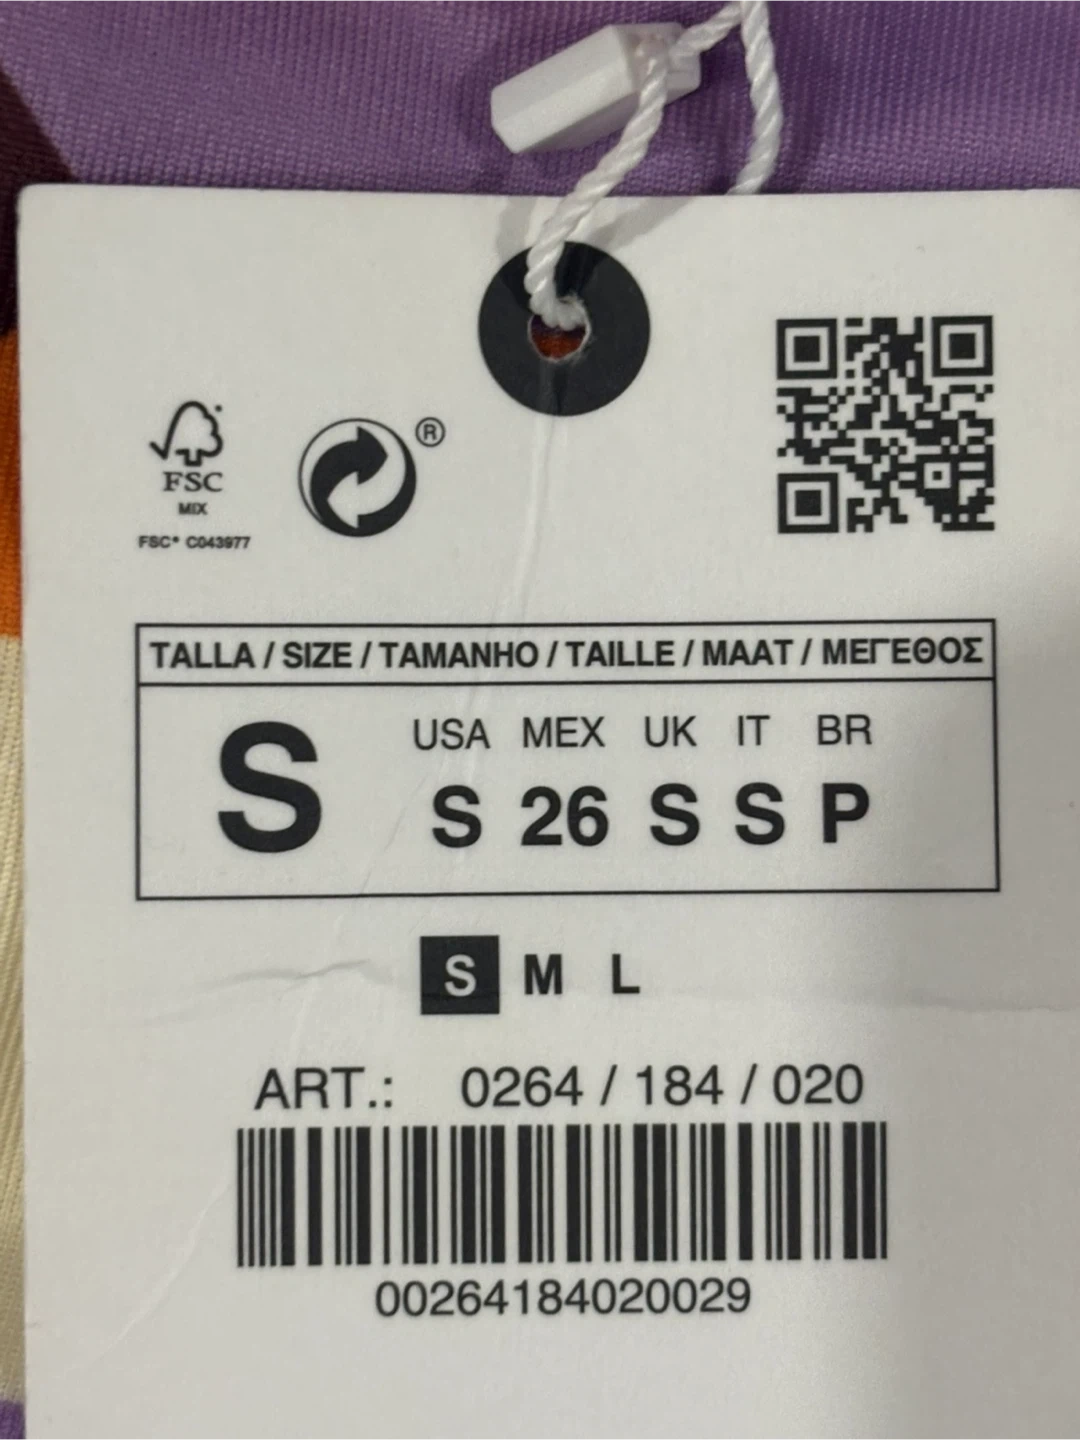 FSC
MIX
FSC® C043977
®
TALLA / SIZE / TAMANHO / TAILLE / MAAT / ΜΕΓΕΘΟΣ
S
USA MEX UK IT BR
S 26 S S P
S M L
ART.: 0264 / 184 / 020
00264184020029